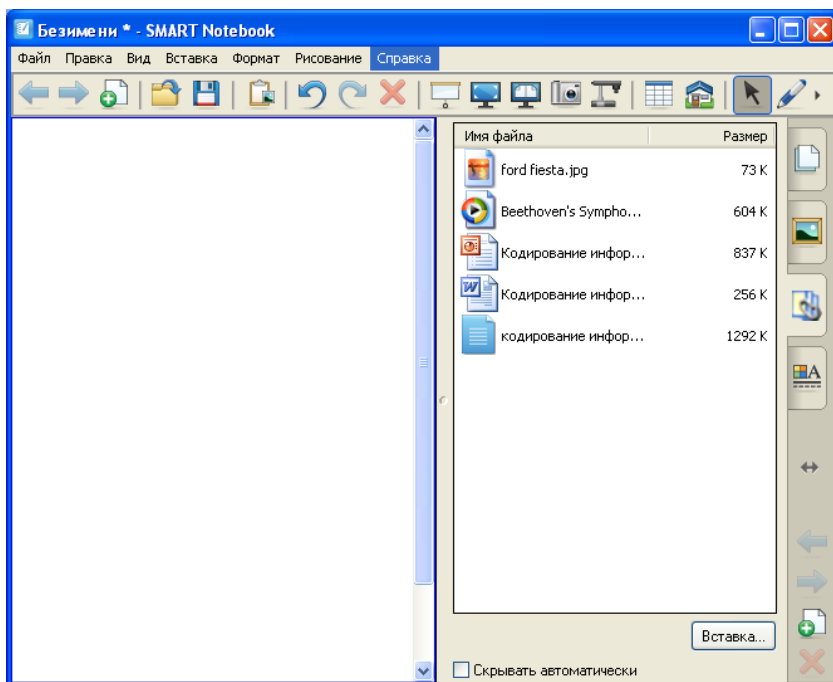 Безимени * - SMART Notebook
Файл Правка Вид Вставка Формат Рисование Справка
Имя файла Размер
ford fiesta.jpg 73 K
Beethoven's Sympho... 604 K
Кодирование инфор... 837 K
Кодирование инфор... 256 K
кодирование инфор... 1292 K
Вставка...
Скрывать автоматически